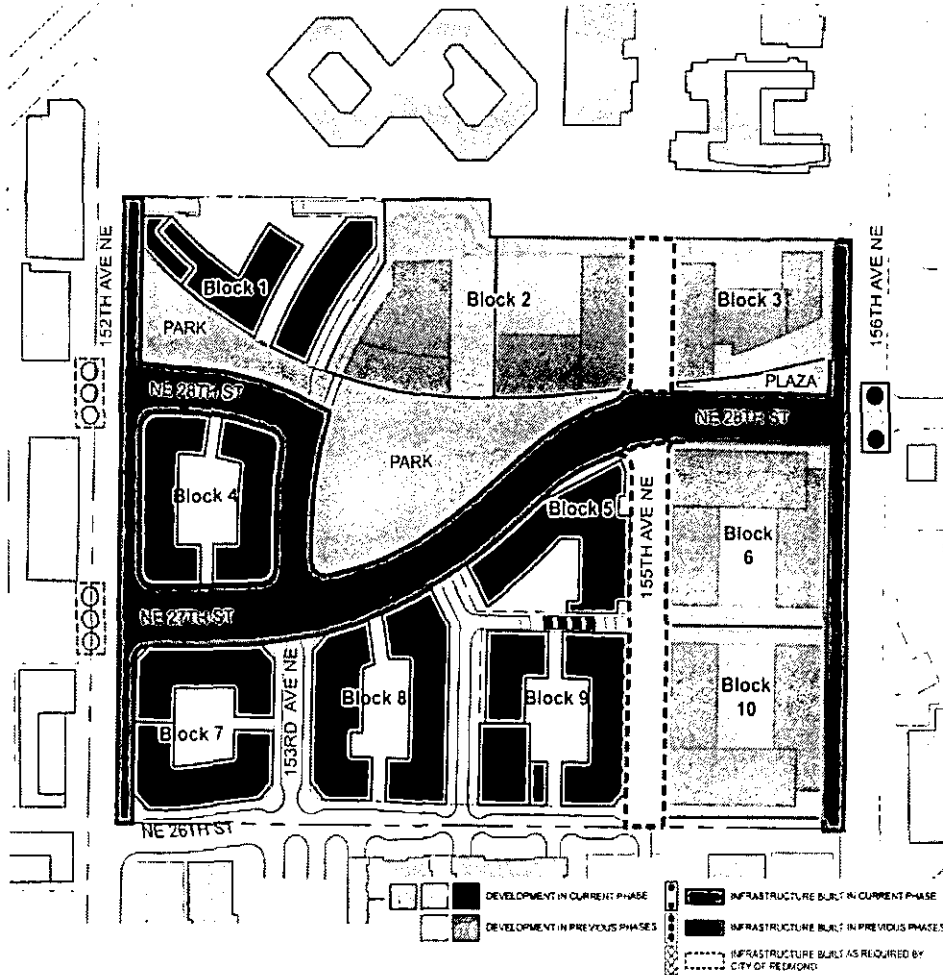 Block 1
Block 2
Block 3
152TH AVE NE
156TH AVE NE
PARK
PLAZA
NE 28TH ST
NE 28TH ST
PARK
Block 4
Block 5
155TH AVE NE
Block
6
NE 27TH ST
153RD AVE NE
Block 7
Block 8
Block 9
Block
10
NE 26TH ST
DEVELOPMENT IN CURRENT PHASE
DEVELOPMENT IN PREVIOUS PHASES
INFRASTRUCTURE BUILT IN CURRENT PHASE
INFRASTRUCTURE BUILT IN PREVIOUS PHASES
INFRASTRUCTURE BUILT AS REQUIRED BY
CITY OF REDMOND